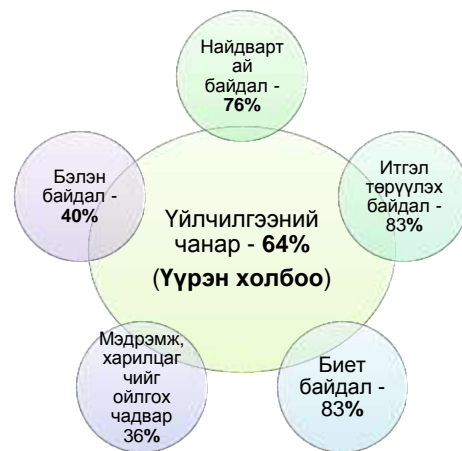 Найдварт
ай
байдал -
76%
Итгэл
төрүүлэх
байдал -
83%
Биет
байдал -
83%
Мэдрэмж,
харилцаг
чийг
ойлгох
чадвар
36%
Бэлэн
байдал -
40%
Үйлчилгээний
чанар - 64%
(Үүрэн холбоо)